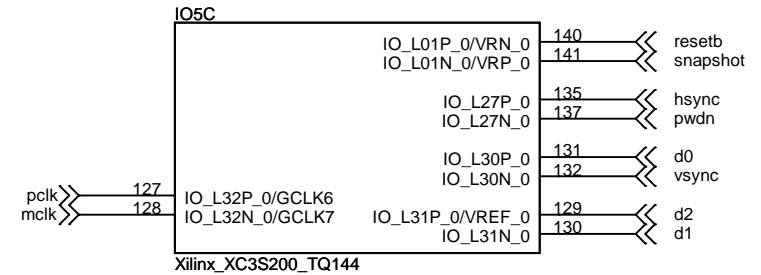 IO5C
IO_L01P_0/VRN_0 140 resetb
IO_L01N_0/VRP_0 141 snapshot
IO_L27P_0 135 hsync
IO_L27N_0 137 pwdn
IO_L30P_0 131 d0
IO_L30N_0 132 vsync
pclk 127 IO_L32P_0/GCLK6
mclk 128 IO_L32N_0/GCLK7
IO_L31P_0/VREF_0 129 d2
IO_L31N_0 130 d1
Xilinx_XC3S200_TQ144